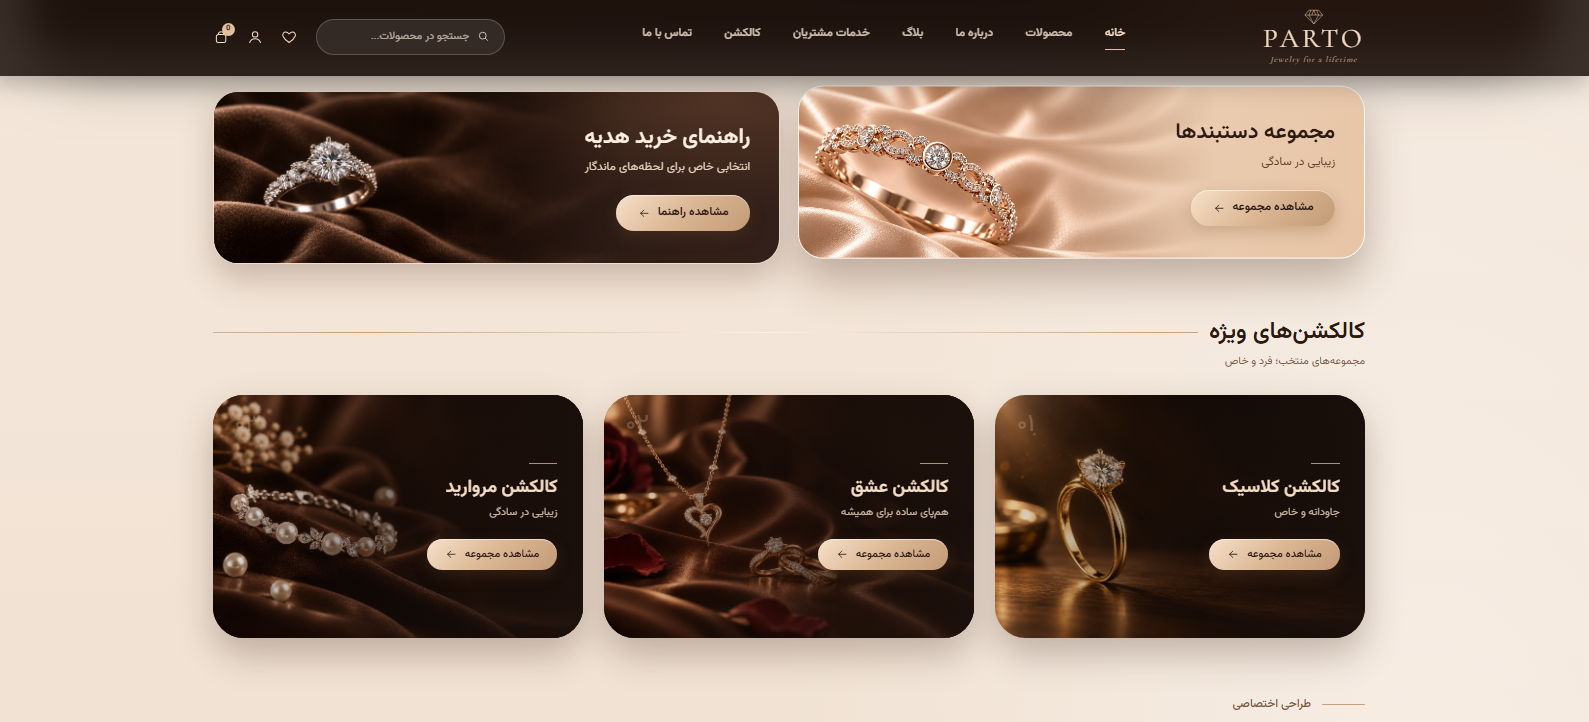 PARTO
Jewelry for a lifetime
خانه
محصولات
درباره ما
بلاگ
خدمات مشتریان
کالکشن
تماس با ما
جستجو در محصولات...
0
مجموعه دستبندها
زیبایی در سادگی
مشاهده مجموعه
راهنمای خرید هدیه
انتخابی خاص برای لحظه‌های ماندگار
مشاهده راهنما
کالکشن‌های ویژه
مجموعه‌های منتخب؛ فرد و خاص
۰۱
کالکشن کلاسیک
جاودانه و خاص
مشاهده مجموعه
۰۲
کالکشن عشق
همپای ساده برای همیشه
مشاهده مجموعه
کالکشن مروارید
زیبایی در سادگی
مشاهده مجموعه
طراحی اختصاصی